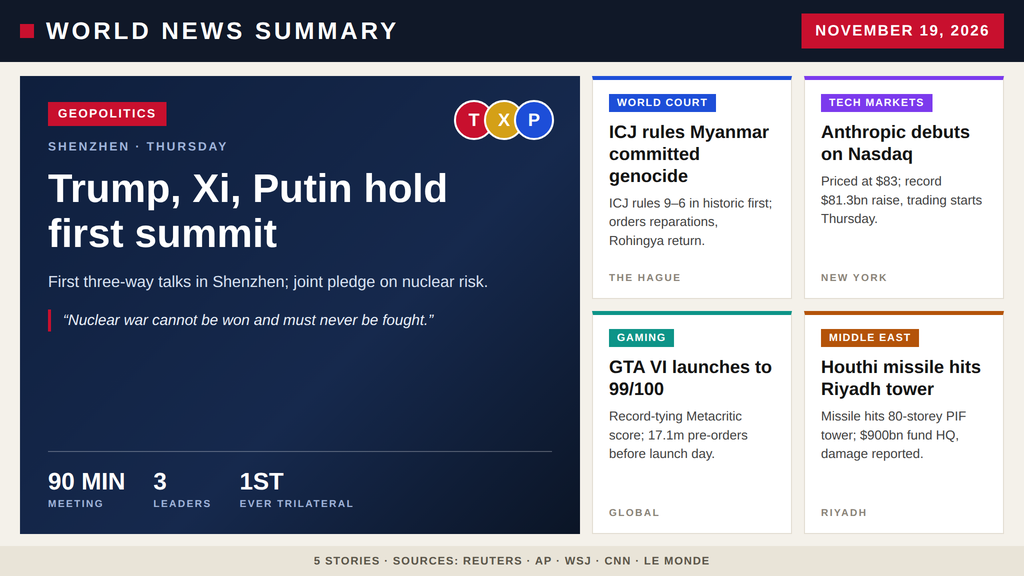 WORLD NEWS SUMMARY
NOVEMBER 19, 2026
GEOPOLITICS
T X P
SHENZHEN · THURSDAY
Trump, Xi, Putin hold
first summit
First three-way talks in Shenzhen; joint pledge on nuclear risk.
“Nuclear war cannot be won and must never be fought.”
90 MIN
MEETING
3
LEADERS
1ST
EVER TRILATERAL
WORLD COURT
ICJ rules Myanmar
committed
genocide
ICJ rules 9–6 in historic first;
orders reparations,
Rohingya return.
THE HAGUE
TECH MARKETS
Anthropic debuts
on Nasdaq
Priced at $83; record
$81.3bn raise, trading starts
Thursday.
NEW YORK
GAMING
GTA VI launches to
99/100
Record-tying Metacritic
score; 17.1m pre-orders
before launch day.
GLOBAL
MIDDLE EAST
Houthi missile hits
Riyadh tower
Missile hits 80-storey PIF
tower; $900bn fund HQ,
damage reported.
RIYADH
5 STORIES · SOURCES: REUTERS · AP · WSJ · CNN · LE MONDE